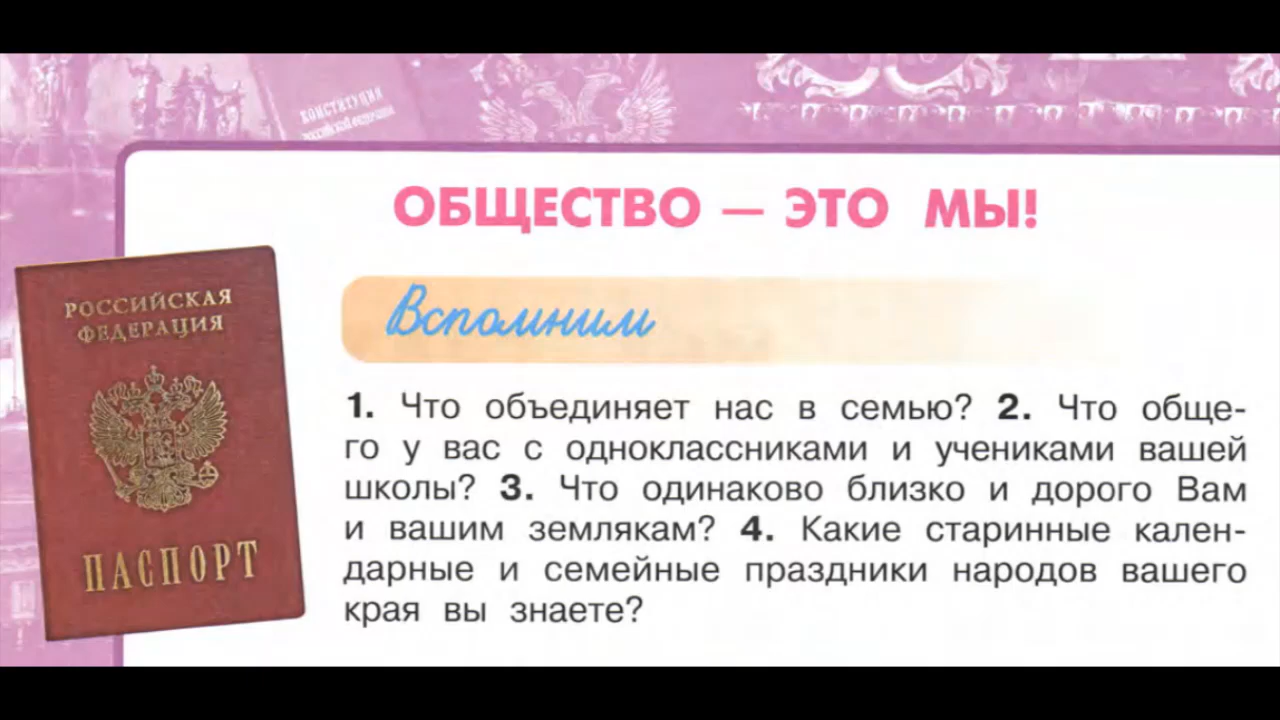 КОНСТИТУЦИЯ
РОССИЙСКОЙ ФЕДЕРАЦИИ
ОБЩЕСТВО — ЭТО МЫ!
РОССИЙСКАЯ
ФЕДЕРАЦИЯ
ПАСПОРТ
Вспомним
1. Что объединяет нас в семью? 2. Что обще-
го у вас с одноклассниками и учениками вашей
школы? 3. Что одинаково близко и дорого Вам
и вашим землякам? 4. Какие старинные кален-
дарные и семейные праздники народов вашего
края вы знаете?